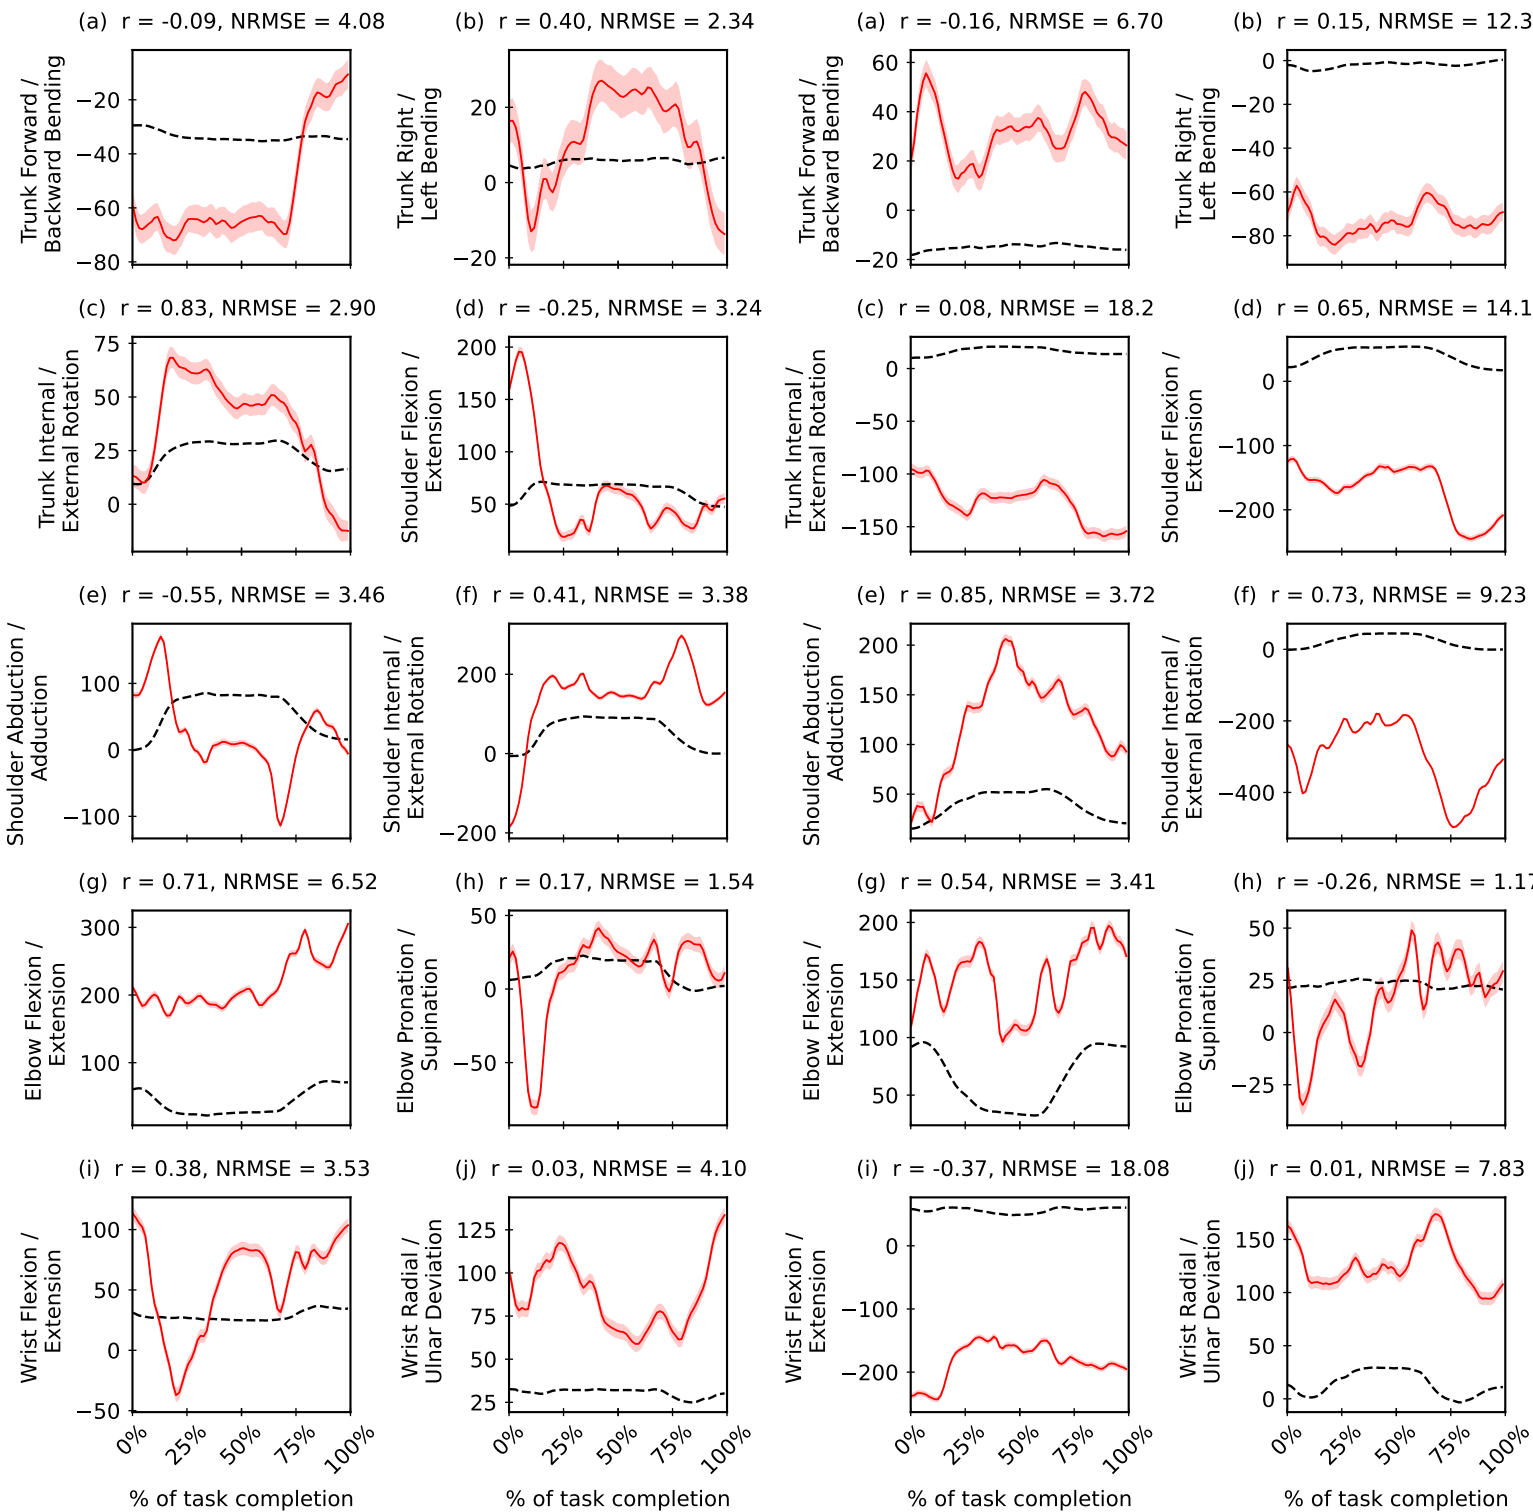 (a) r = -0.09, NRMSE = 4.08
(b) r = 0.40, NRMSE = 2.34
(a) r = -0.16, NRMSE = 6.70
(b) r = 0.15, NRMSE = 12.3
Trunk Forward /
Backward Bending
−20
−40
−60
−80
Trunk Right /
Left Bending
20
0
−20
Trunk Forward /
Backward Bending
60
40
20
0
−20
Trunk Right /
Left Bending
0
−20
−40
−60
−80
(c) r = 0.83, NRMSE = 2.90
(d) r = -0.25, NRMSE = 3.24
(c) r = 0.08, NRMSE = 18.2
(d) r = 0.65, NRMSE = 14.1
Trunk Internal /
External Rotation
75
50
25
0
Shoulder Flexion /
Extension
200
150
100
50
Trunk Internal /
External Rotation
0
−50
−100
−150
Shoulder Flexion /
Extension
0
−100
−200
(e) r = -0.55, NRMSE = 3.46
(f) r = 0.41, NRMSE = 3.38
(e) r = 0.85, NRMSE = 3.72
(f) r = 0.73, NRMSE = 9.23
Shoulder Abduction /
Adduction
100
0
−100
Shoulder Internal /
External Rotation
200
0
−200
Shoulder Abduction /
Adduction
200
150
100
50
Shoulder Internal /
External Rotation
0
−200
−400
(g) r = 0.71, NRMSE = 6.52
(h) r = 0.17, NRMSE = 1.54
(g) r = 0.54, NRMSE = 3.41
(h) r = -0.26, NRMSE = 1.17
Elbow Flexion /
Extension
300
200
100
Elbow Pronation /
Supination
50
0
−50
Elbow Flexion /
Extension
200
150
100
50
Elbow Pronation /
Supination
50
25
0
−25
(i) r = 0.38, NRMSE = 3.53
(j) r = 0.03, NRMSE = 4.10
(i) r = -0.37, NRMSE = 18.08
(j) r = 0.01, NRMSE = 7.83
Wrist Flexion /
Extension
100
50
0
−50
Wrist Radial /
Ulnar Deviation
125
100
75
50
25
Wrist Flexion /
Extension
0
−100
−200
Wrist Radial /
Ulnar Deviation
150
100
50
0
0% 25% 50% 75% 100%
0% 25% 50% 75% 100%
0% 25% 50% 75% 100%
0% 25% 50% 75% 100%
% of task completion
% of task completion
% of task completion
% of task completion